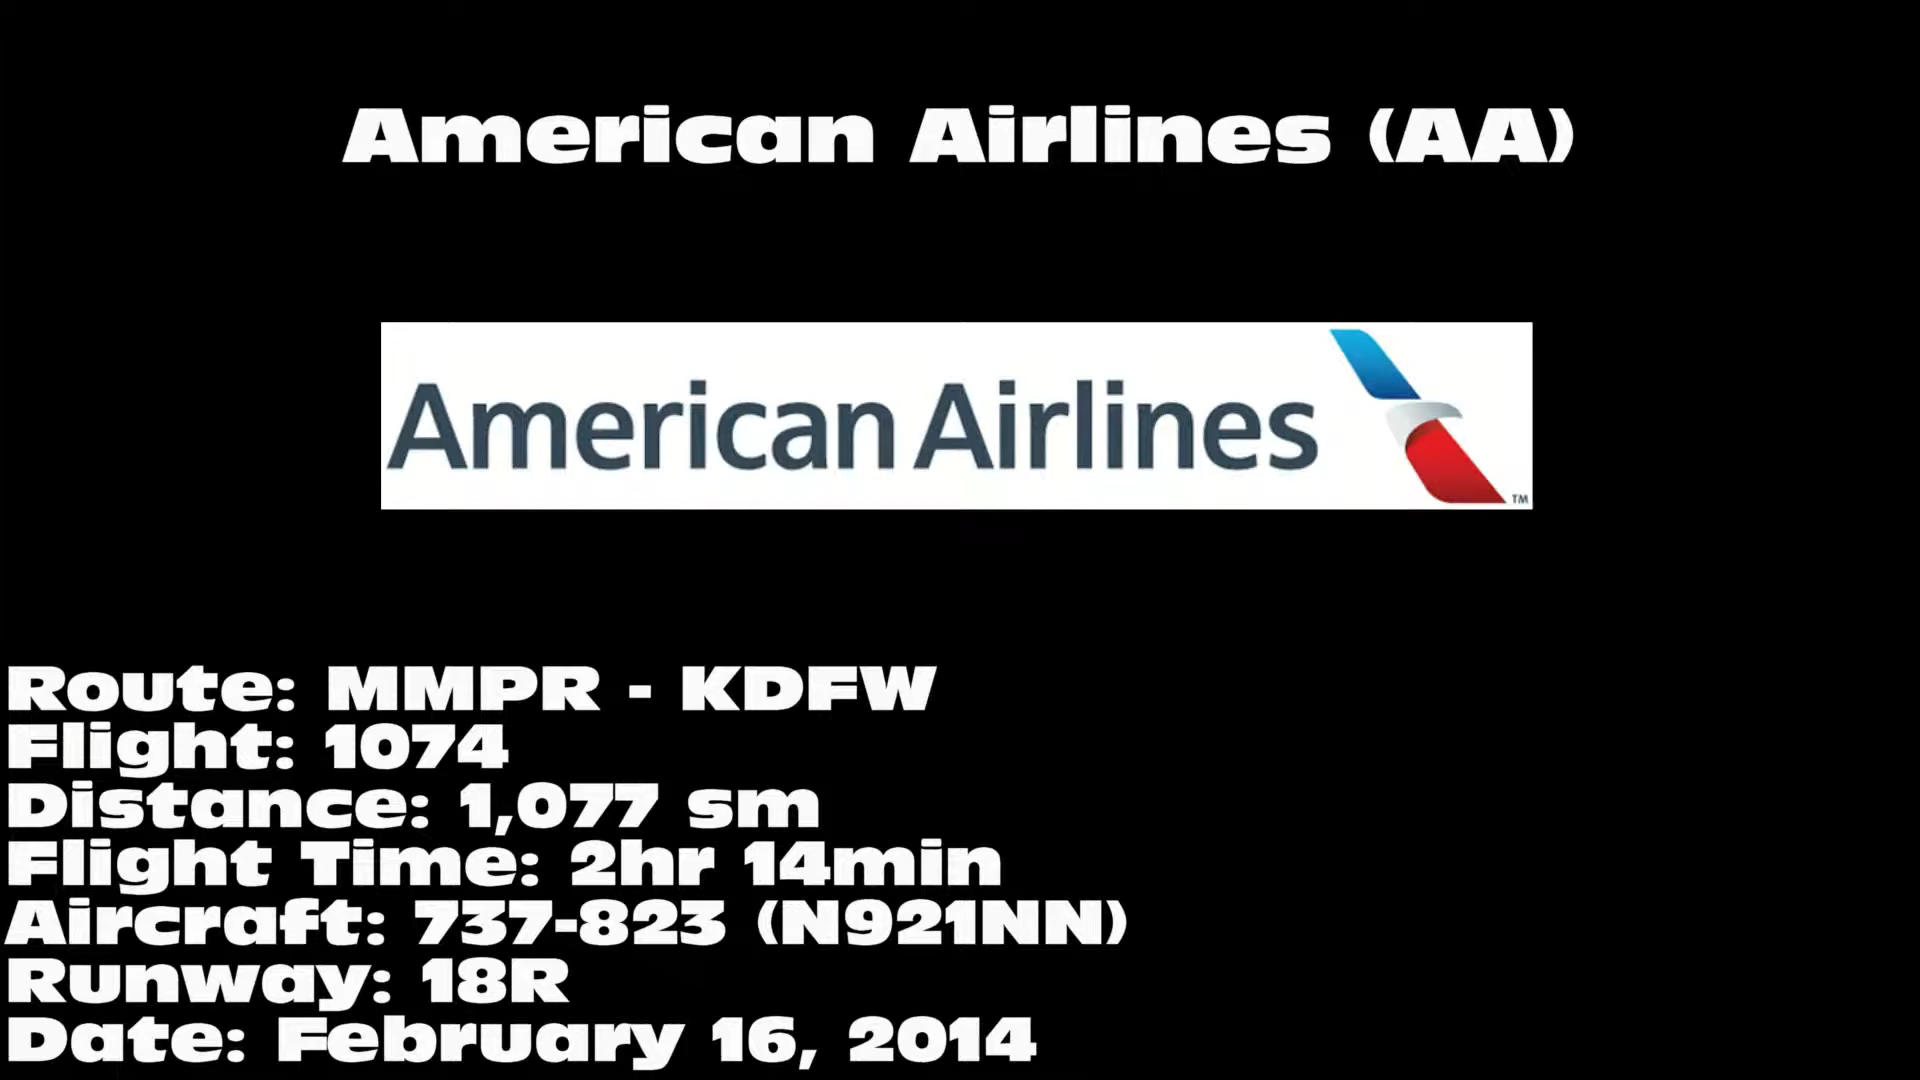 American Airlines (AA)
American Airlines
TM
Route: MMPR - KDFW
Flight: 1074
Distance: 1,077 sm
Flight Time: 2hr 14min
Aircraft: 737-823 (N921NN)
Runway: 18R
Date: February 16, 2014